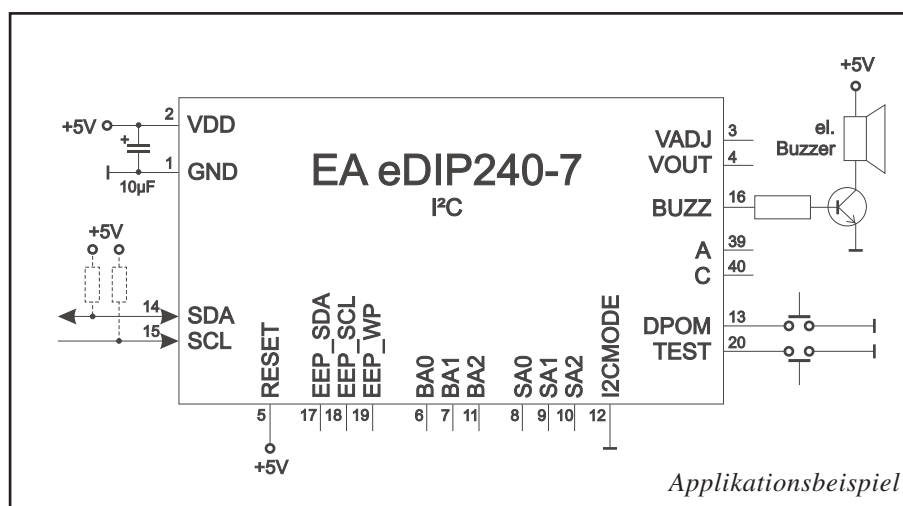 +5V
2
VDD
+
1
GND
10µF
+5V
14
SDA
15
SCL
EA eDIP240-7
I²C
VADJ
3
VOUT
4
BUZZ
16
A
39
C
40
DPOM
13
TEST
20
+5V
el.
Buzzer
RESET
EEP_SDA
EEP_SCL
EEP_WP
BA0
BA1
BA2
SA0
SA1
SA2
I2CMODE
5
17
18
19
6
7
11
8
9
10
12
+5V
Applikationsbeispiel